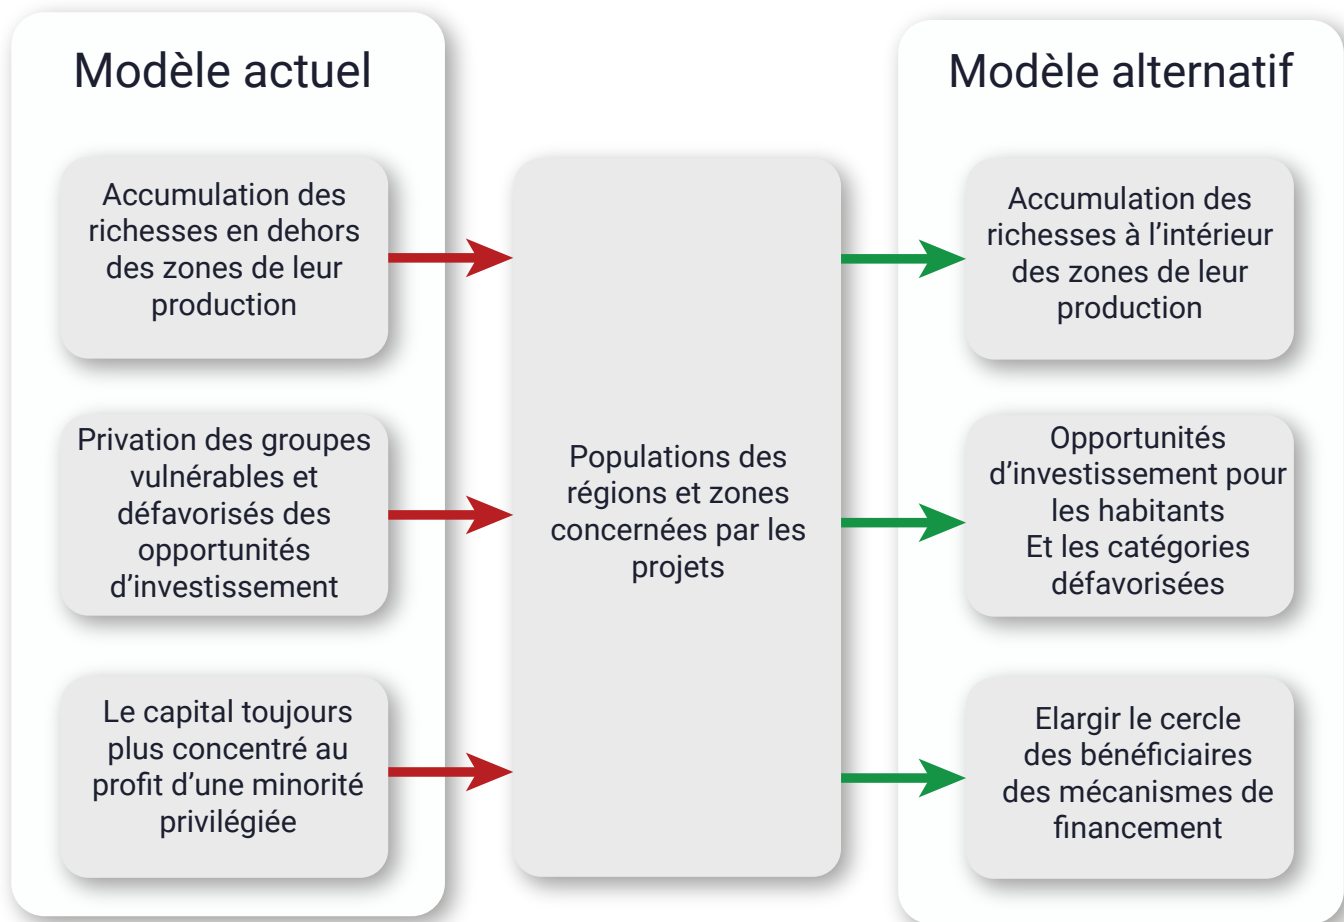 Modèle actuel
Accumulation des
richesses en dehors
des zones de leur
production
Privation des groupes
vulnérables et
défavorisés des
opportunités
d’investissement
Le capital toujours
plus concentré au
profit d’une minorité
privilégiée
Populations des
régions et zones
concernées par les
projets
Modèle alternatif
Accumulation des
richesses à l’intérieur
des zones de leur
production
Opportunités
d’investissement pour
les habitants
Et les catégories
défavorisées
Elargir le cercle
des bénéficiaires
des mécanismes de
financement